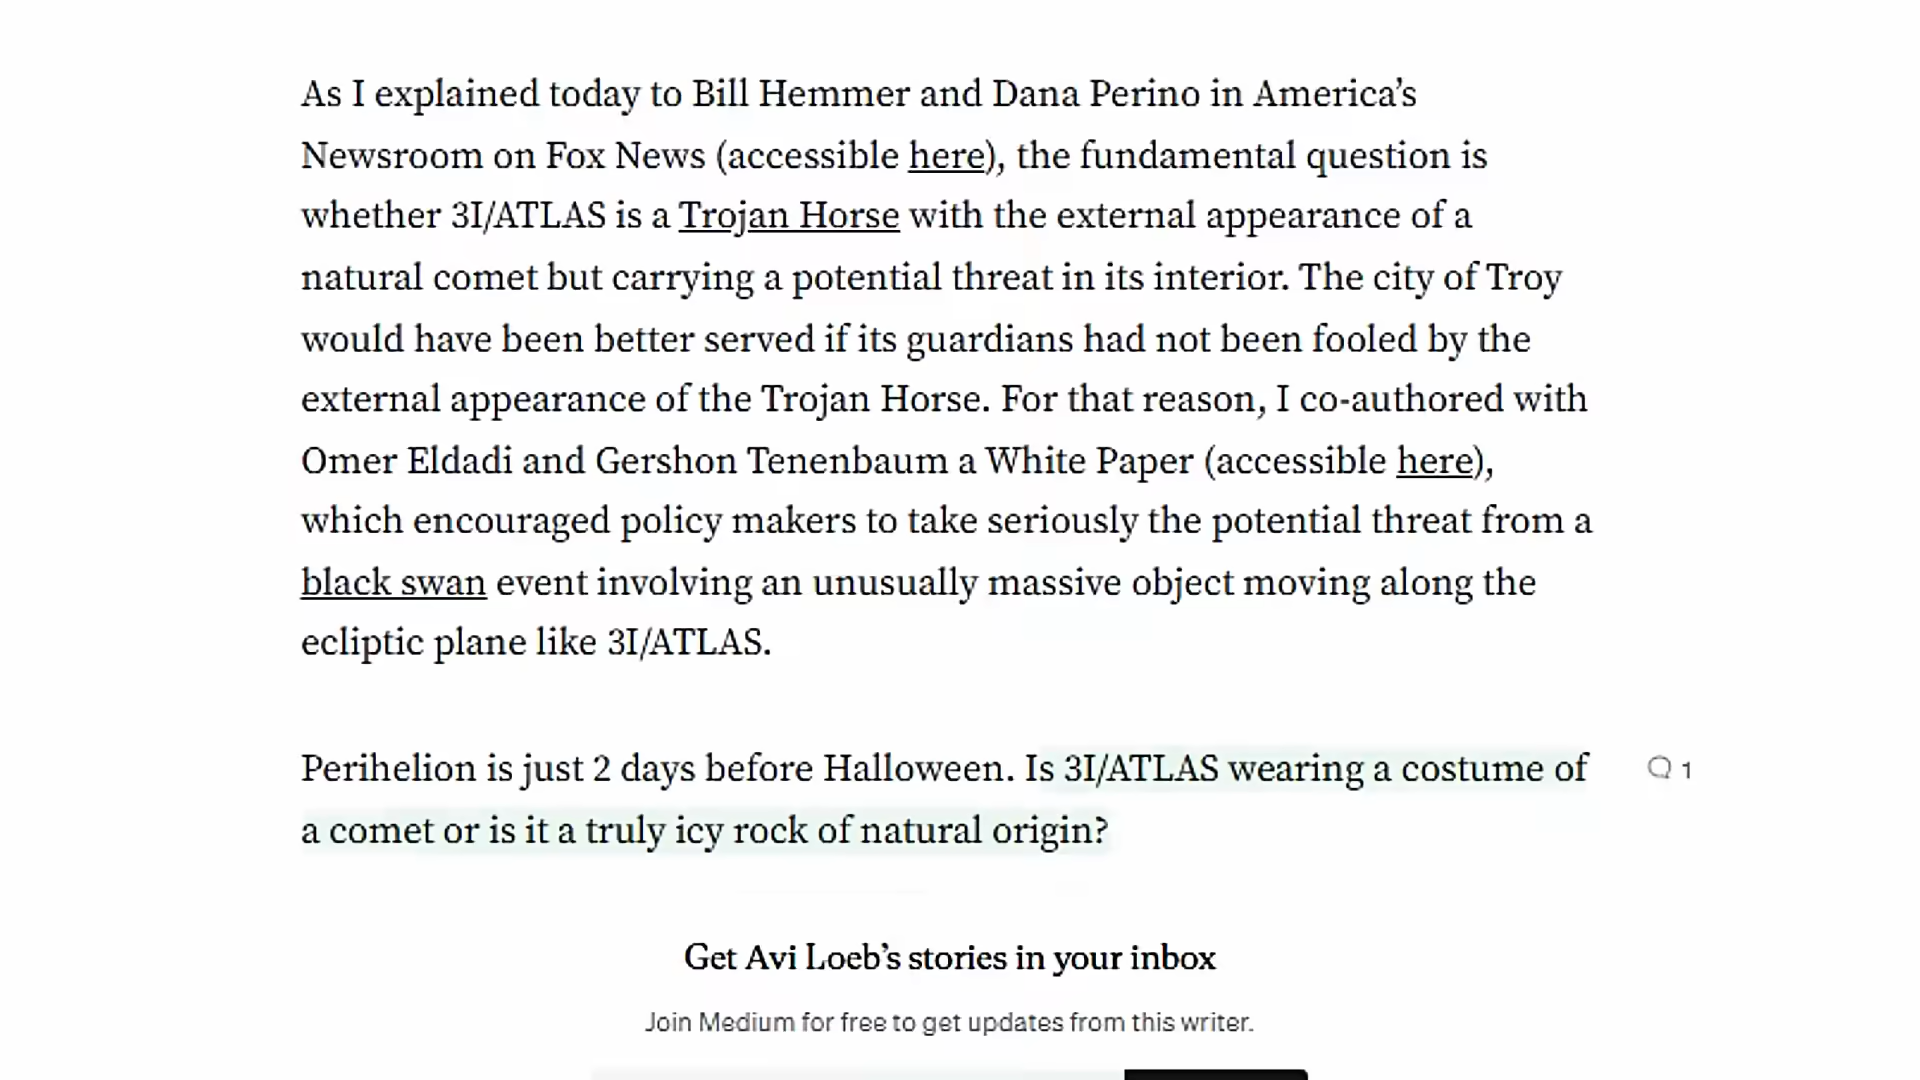 As I explained today to Bill Hemmer and Dana Perino in America’s
Newsroom on Fox News (accessible here), the fundamental question is
whether 3I/ATLAS is a Trojan Horse with the external appearance of a
natural comet but carrying a potential threat in its interior. The city of Troy
would have been better served if its guardians had not been fooled by the
external appearance of the Trojan Horse. For that reason, I co-authored with
Omer Eldadi and Gershon Tenenbaum a White Paper (accessible here),
which encouraged policy makers to take seriously the potential threat from a
black swan event involving an unusually massive object moving along the
ecliptic plane like 3I/ATLAS.
Perihelion is just 2 days before Halloween. Is 3I/ATLAS wearing a costume of
a comet or is it a truly icy rock of natural origin?
1
Get Avi Loeb’s stories in your inbox
Join Medium for free to get updates from this writer.